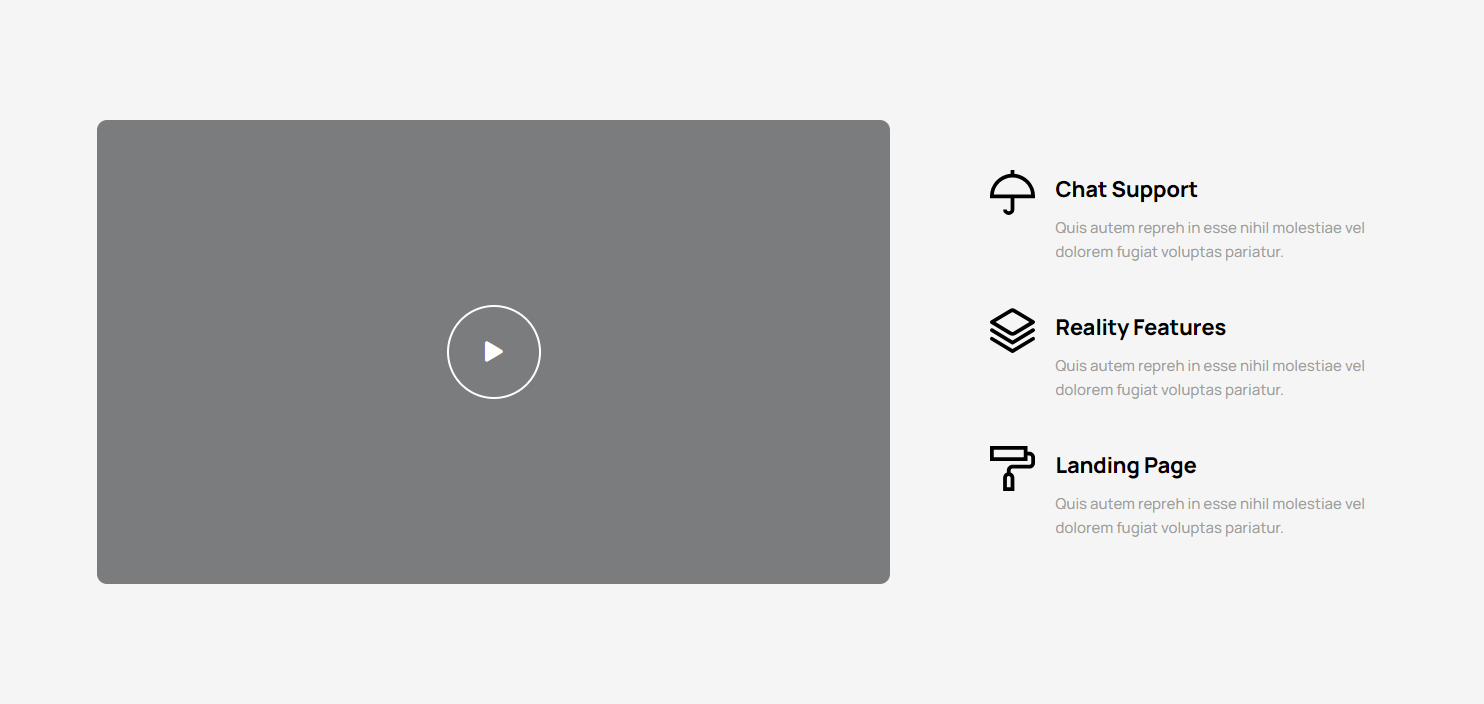 Chat Support
Quis autem repreh in esse nihil molestiae vel
dolorem fugiat voluptas pariatur.
Reality Features
Quis autem repreh in esse nihil molestiae vel
dolorem fugiat voluptas pariatur.
Landing Page
Quis autem repreh in esse nihil molestiae vel
dolorem fugiat voluptas pariatur.